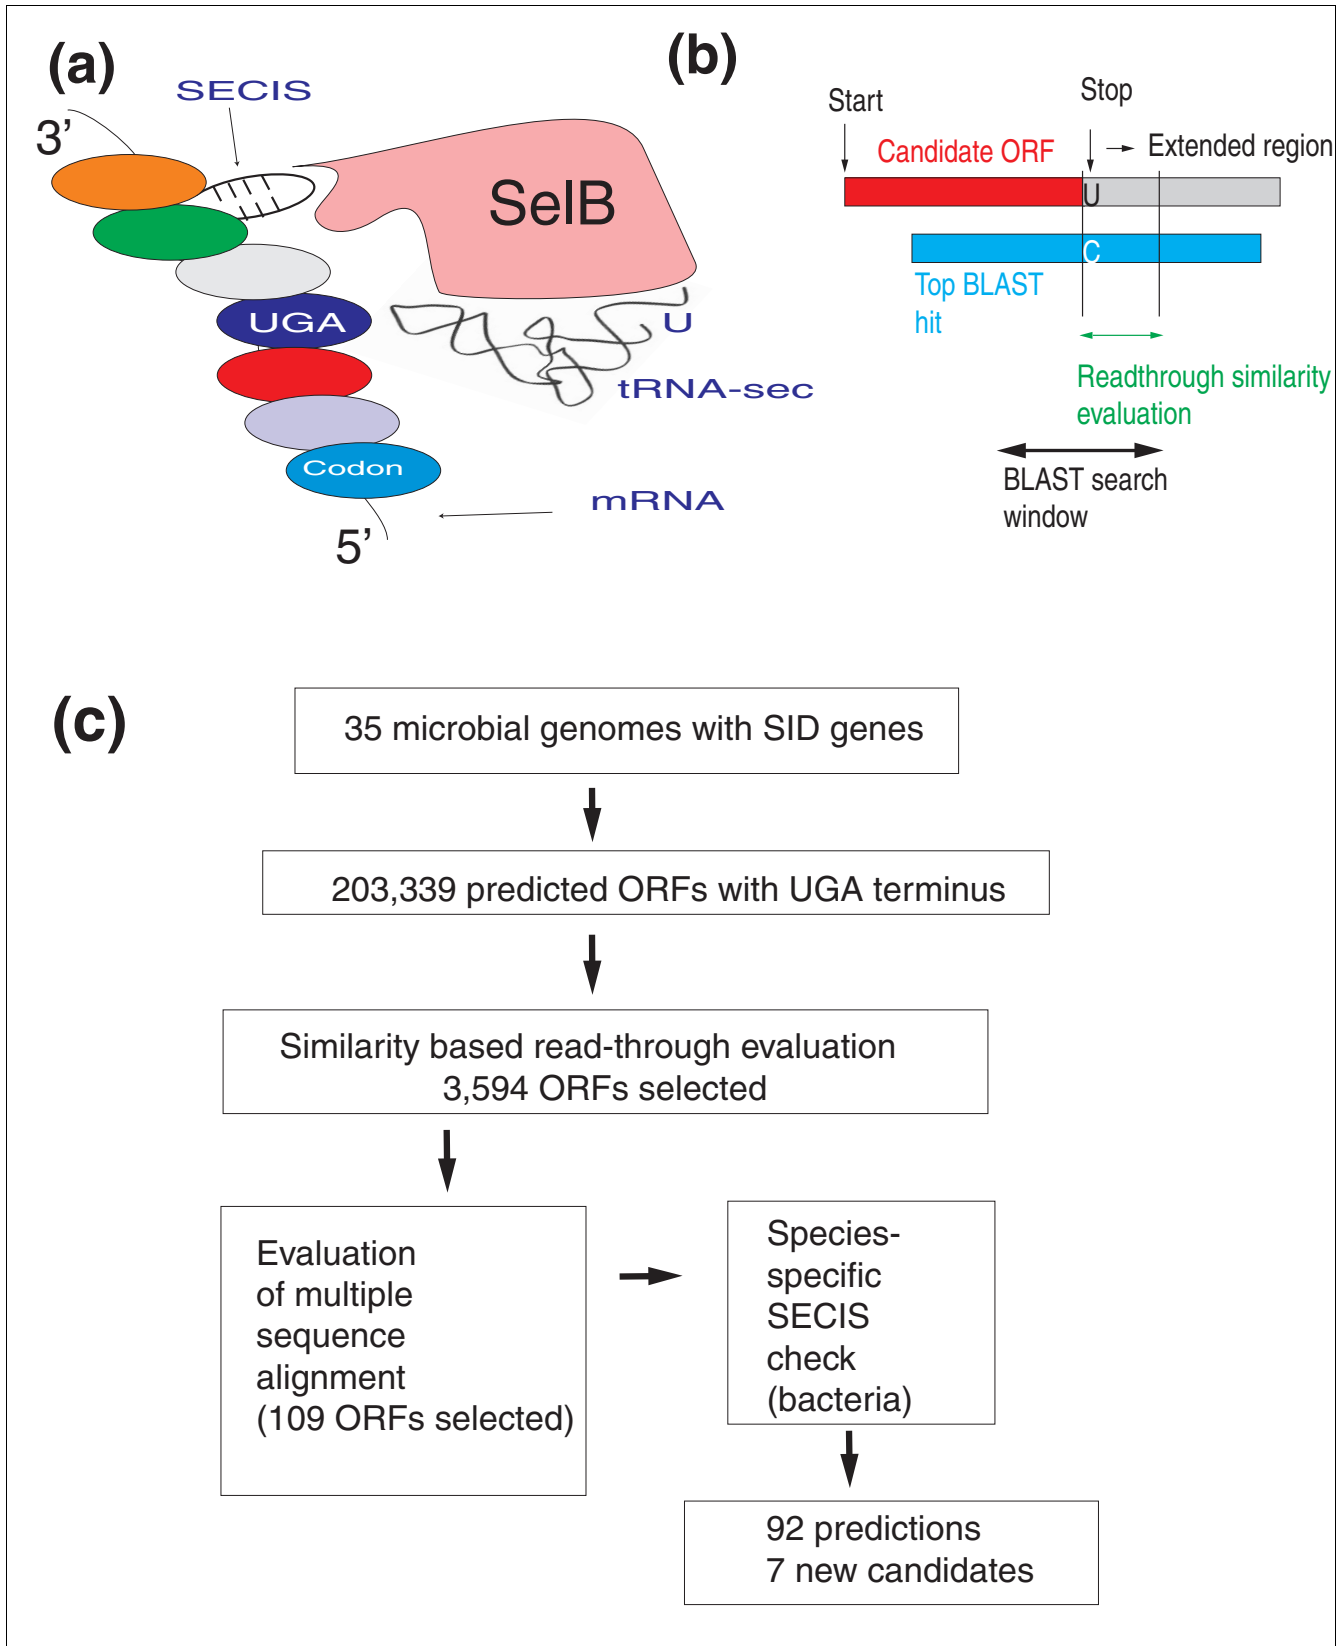 (a)
SECIS
3’
SelB
UGA
U
tRNA-sec
Codon
mRNA
5’
(b)
Start
Stop
Candidate ORF
Extended region
U
C
Top BLAST
hit
Readthrough similarity
evaluation
BLAST search
window
(c)
35 microbial genomes with SID genes
203,339 predicted ORFs with UGA terminus
Similarity based read-through evaluation
3,594 ORFs selected
Evaluation
of multiple
sequence
alignment
(109 ORFs selected)
Species-
specific
SECIS
check
(bacteria)
92 predictions
7 new candidates